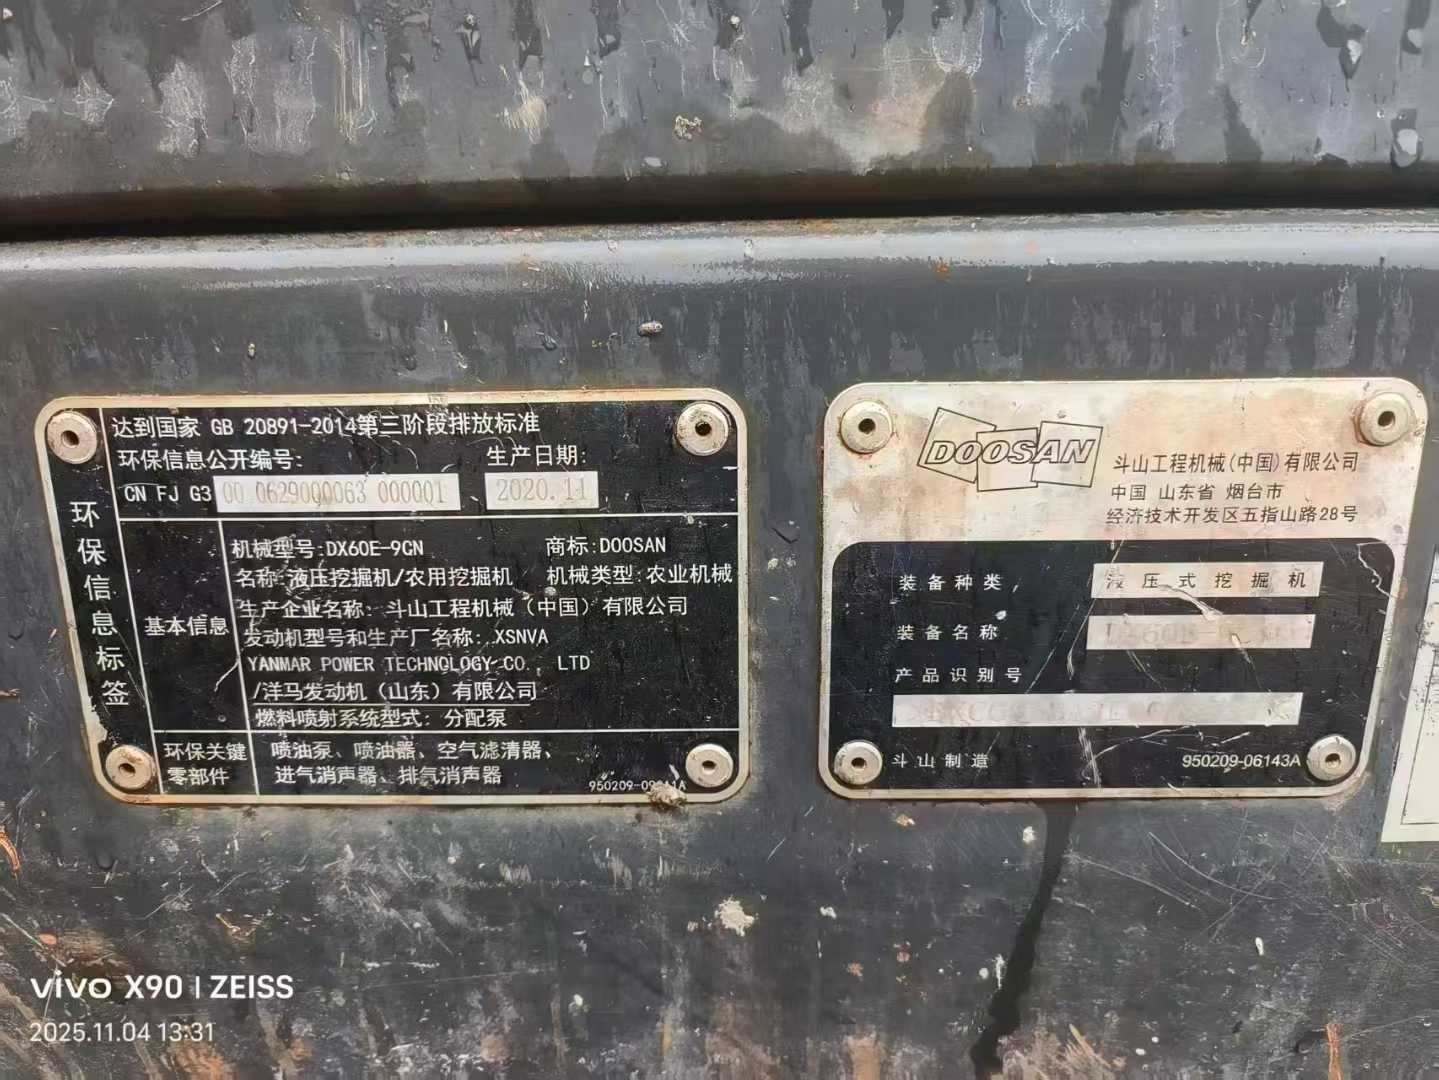 达到国家 GB 20891-2014第三阶段排放标准
环保信息公开编号:
生产日期:
CN FJ G3 00 0629000063 000001
2020.11
环保信息标签
基本信息
机械型号:DX60E-9CN
商标:DOOSAN
名称:液压挖掘机/农用挖掘机
机械类型:农业机械
生产企业名称: 斗山工程机械（中国）有限公司
发动机型号和生产厂名称: XSNVA
YANMAR POWER TECHNOLOGY CO., LTD
/洋马发动机（山东）有限公司
燃料喷射系统型式: 分配泵
环保关键
零部件
喷油泵、喷油器、空气滤清器、
进气消声器、排气消声器
DOOSAN
斗山工程机械(中国)有限公司
中国 山东省 烟台市
经济技术开发区五指山路28号
装备种类
液压式挖掘机
装备名称
产品识别号
斗山制造
950209-06143A
vivo X90 | ZEISS
2025.11.04 13:31